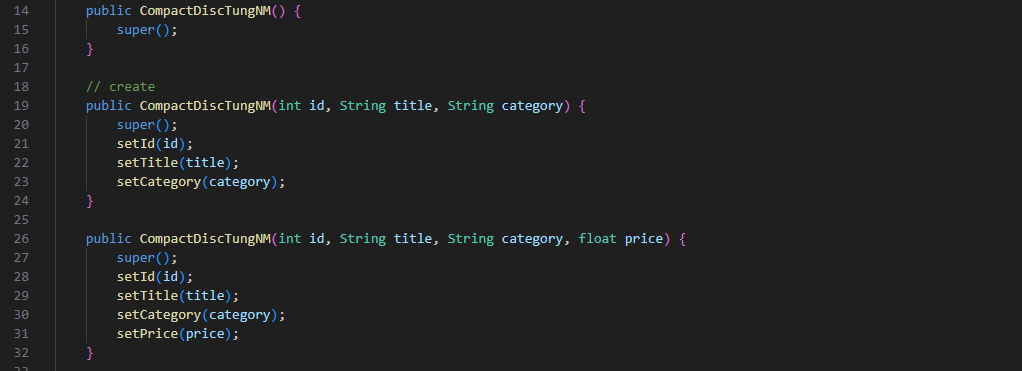 14 public CompactDiscTungNM() {
15 super();
16 }
17
18 // create
19 public CompactDiscTungNM(int id, String title, String category) {
20 super();
21 setId(id);
22 setTitle(title);
23 setCategory(category);
24 }
25
26 public CompactDiscTungNM(int id, String title, String category, float price) {
27 super();
28 setId(id);
29 setTitle(title);
30 setCategory(category);
31 setPrice(price);
32 }